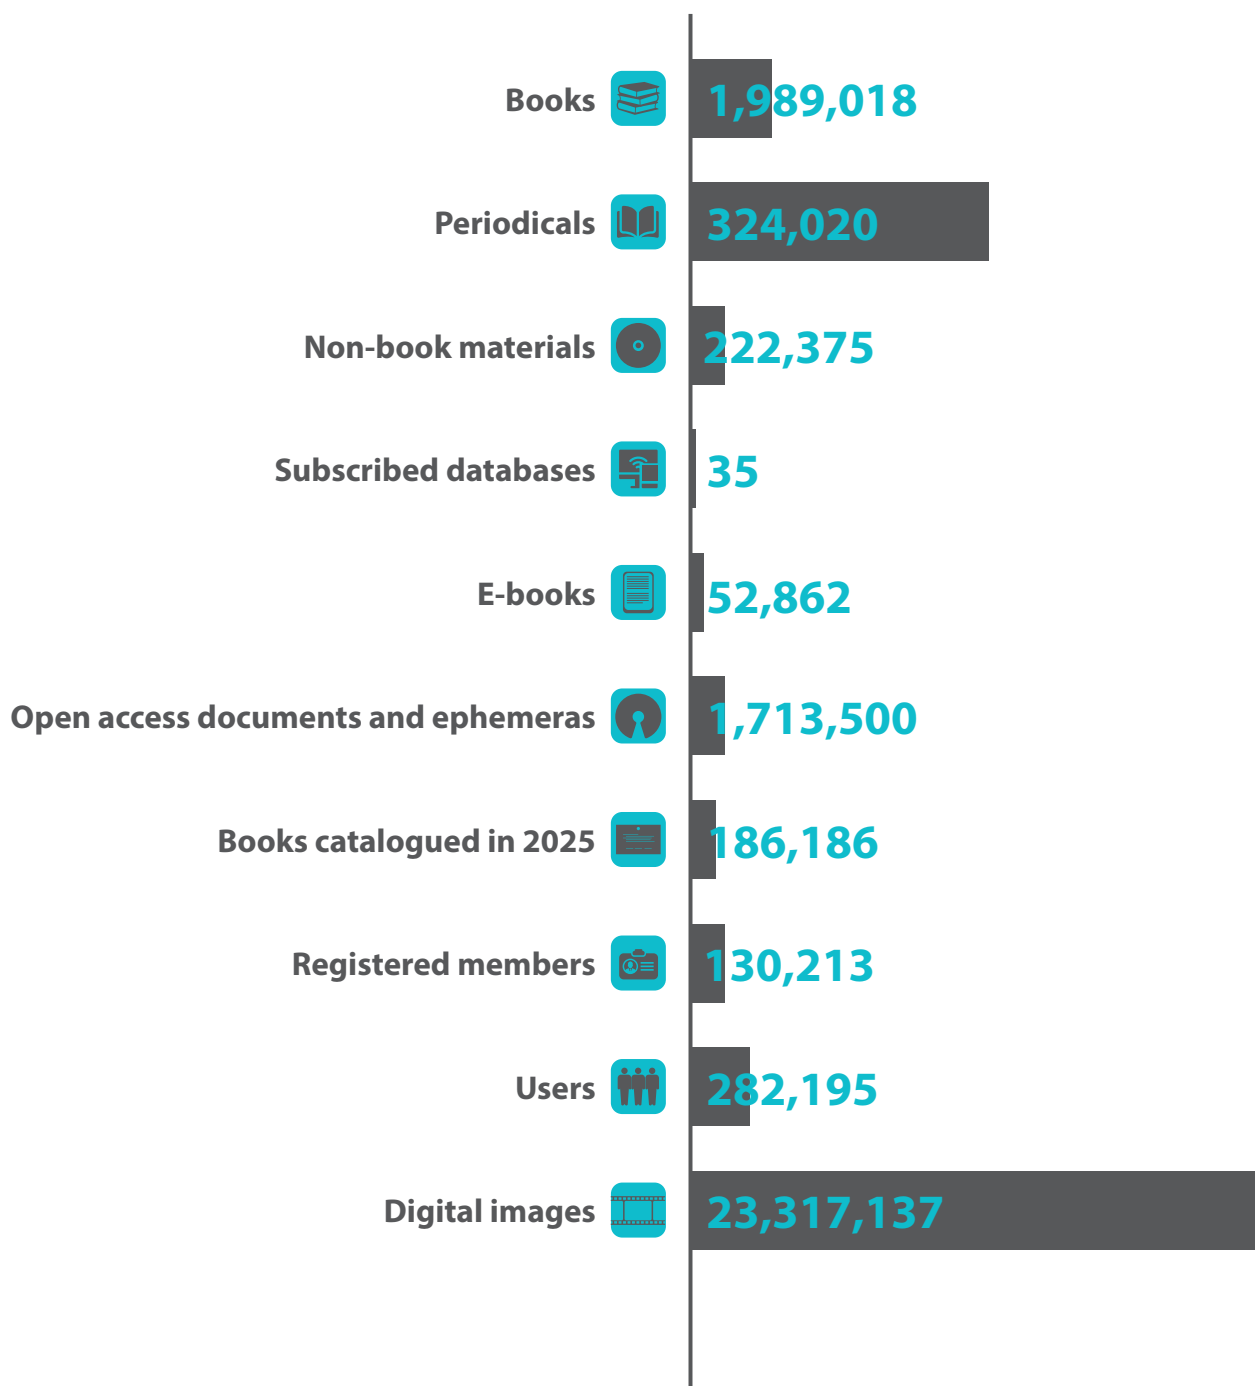 Books 1,989,018
Periodicals 324,020
Non-book materials 222,375
Subscribed databases 35
E-books 52,862
Open access documents and ephemeras 1,713,500
Books catalogued in 2025 186,186
Registered members 130,213
Users 282,195
Digital images 23,317,137